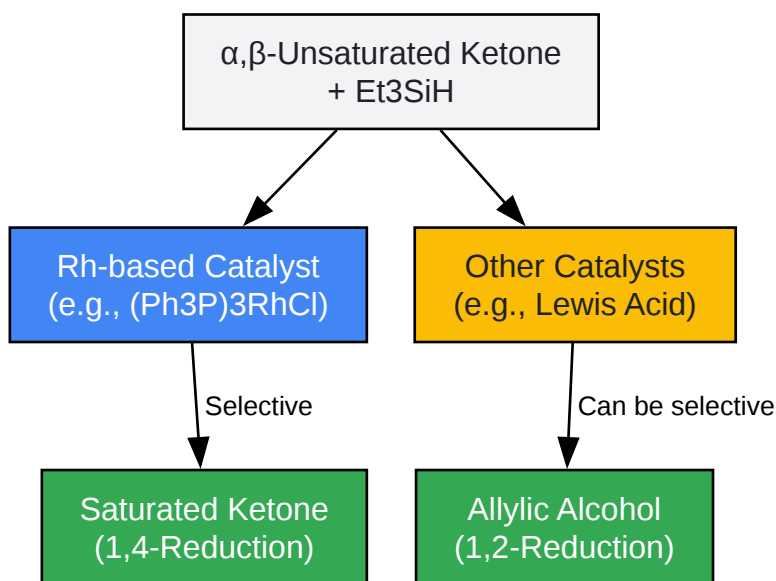 α,β-Unsaturated Ketone
+ Et3SiH
Rh-based Catalyst
(e.g., (Ph3P)3RhCl)
Other Catalysts
(e.g., Lewis Acid)
Selective
Can be selective
Saturated Ketone
(1,4-Reduction)
Allylic Alcohol
(1,2-Reduction)